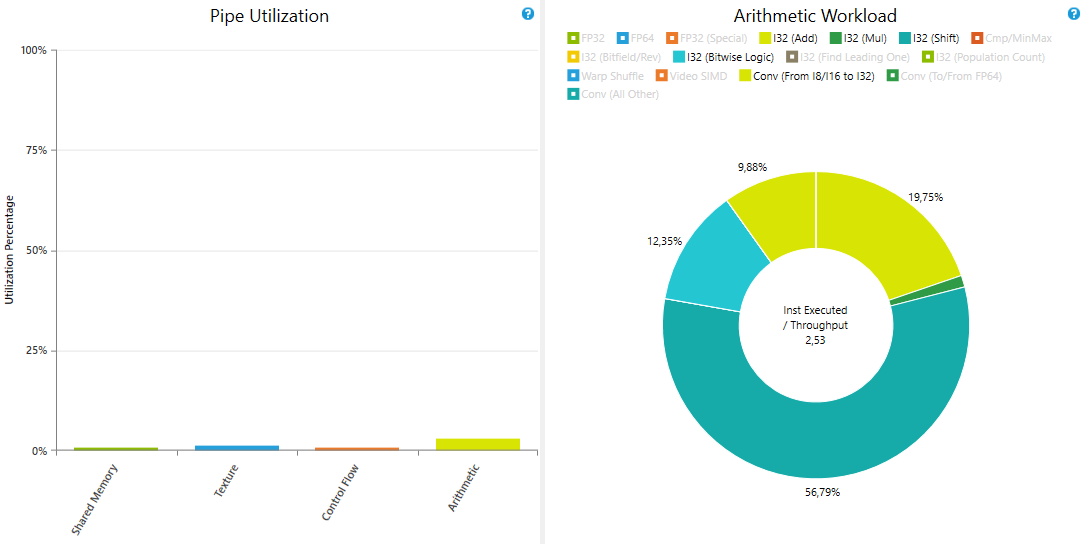 Pipe Utilization
100%
75%
50%
25%
0%
Utilization Percentage
Shared Memory
Texture
Control Flow
Arithmetic
Arithmetic Workload
FP32 FP64 FP32 (Special) I32 (Add) I32 (Mul) I32 (Shift) Cmp/MinMax
I32 (Bitfield/Rev) I32 (Bitwise Logic) I32 (Find Leading One) I32 (Population Count)
Warp Shuffle Video SIMD Conv (From I8/I16 to I32) Conv (To/From FP64)
Conv (All Other)
9,88%
19,75%
12,35%
Inst Executed
/ Throughput
2,53
56,79%